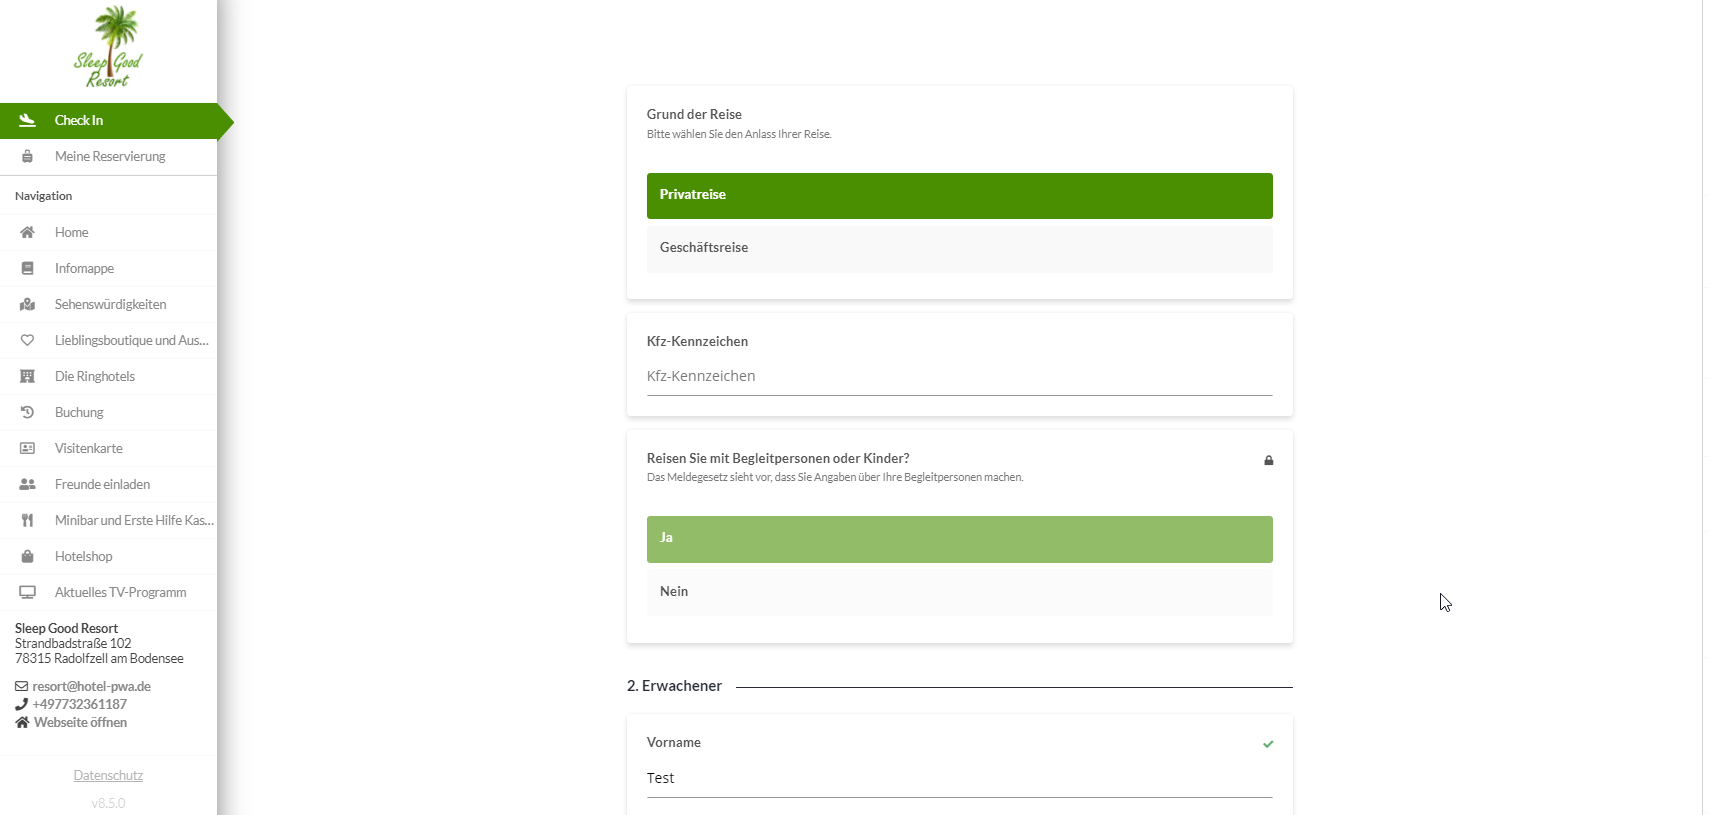 Sleep Good
Resort
Check In
Meine Reservierung
Navigation
Home
Infomappe
Sehenswürdigkeiten
Lieblingsboutique und Aus...
Die Ringhotels
Buchung
Visitenkarte
Freunde einladen
Minibar und Erste Hilfe Kas...
Hotelshop
Aktuelles TV-Programm
Sleep Good Resort
Strandbadstraße 102
78315 Radolfzell am Bodensee
resort@hotel-pwa.de
+497732361187
Webseite öffnen
Datenschutz
v8.5.0
Grund der Reise
Bitte wählen Sie den Anlass Ihrer Reise.
Privatreise
Geschäftsreise
Kfz-Kennzeichen
Kfz-Kennzeichen
Reisen Sie mit Begleitpersonen oder Kinder?
Das Meldegesetz sieht vor, dass Sie Angaben über Ihre Begleitpersonen machen.
Ja
Nein
2. Erwachener
Vorname
Test